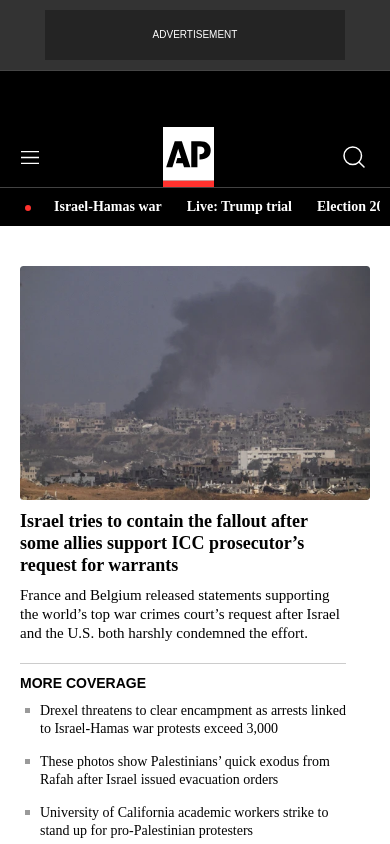 ADVERTISEMENT
AP
Israel-Hamas war Live: Trump trial Election 20
Israel tries to contain the fallout after
some allies support ICC prosecutor’s
request for warrants
France and Belgium released statements supporting
the world’s top war crimes court’s request after Israel
and the U.S. both harshly condemned the effort.
MORE COVERAGE
Drexel threatens to clear encampment as arrests linked
to Israel-Hamas war protests exceed 3,000
These photos show Palestinians’ quick exodus from
Rafah after Israel issued evacuation orders
University of California academic workers strike to
stand up for pro-Palestinian protesters